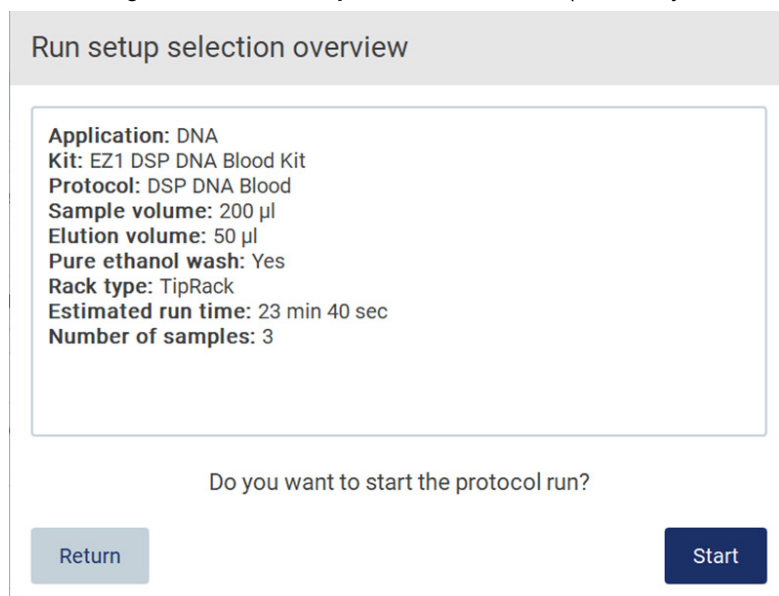 Run setup selection overview
Application: DNA
Kit: EZ1 DSP DNA Blood Kit
Protocol: DSP DNA Blood
Sample volume: 200 µl
Elution volume: 50 µl
Pure ethanol wash: Yes
Rack type: TipRack
Estimated run time: 23 min 40 sec
Number of samples: 3
Do you want to start the protocol run?
Return
Start